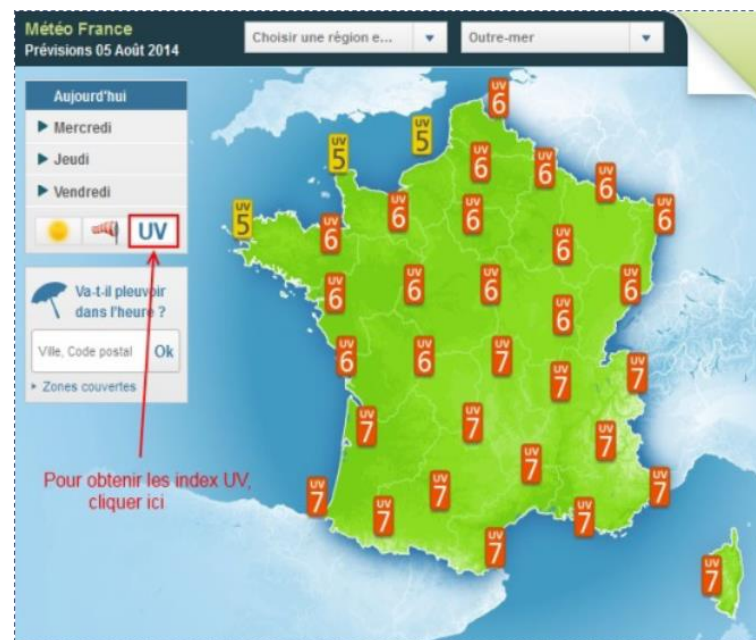 Météo France
Prévisions 05 Août 2014
Choisir une région e...
Outre-mer
Aujourd'hui
Mercredi
Jeudi
Vendredi
UV
Va-t-il pleuvoir
dans l'heure ?
Ville, Code postal Ok
Zones couvertes
Pour obtenir les index UV,
cliquer ici
UV 6
UV 5
UV 5
UV 6
UV 6
UV 6
UV 6
UV 6
UV 6
UV 5
UV 6
UV 6
UV 6
UV 6
UV 6
UV 6
UV 6
UV 6
UV 6
UV 7
UV 7
UV 7
UV 7
UV 7
UV 7
UV 7
UV 7
UV 7
UV 7
UV 7
UV 7
UV 7
UV 7